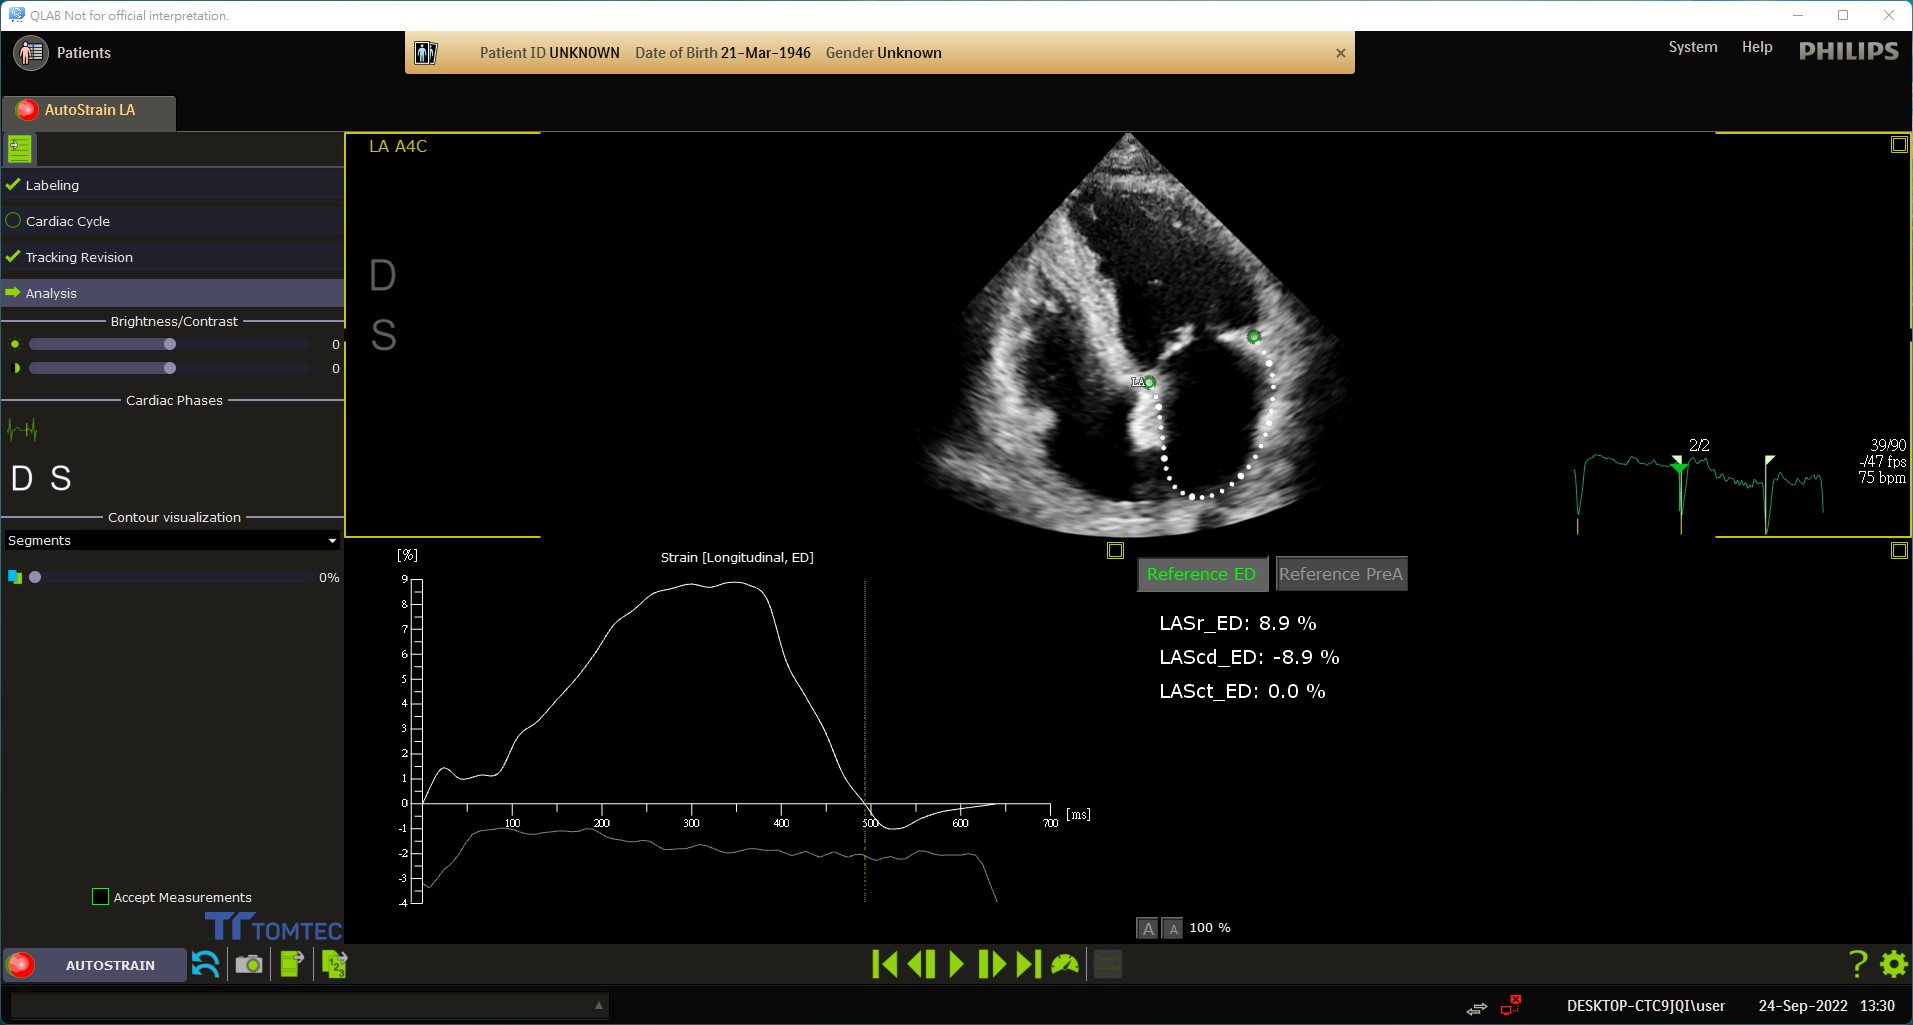 QLAB Not for official interpretation.
Patients
Patient ID UNKNOWN Date of Birth 21-Mar-1946 Gender Unknown
System Help PHILIPS
AutoStrain LA
Labeling
Cardiac Cycle
Tracking Revision
Analysis
Brightness/Contrast
0
0
Cardiac Phases
D S
Contour visualization
Segments
0%
Accept Measurements
TOMTEC
LA A4C
D
S
LA
2/2
39/90
-/47 fps
75 bpm
[%]
Strain [Longitudinal, ED]
9
8
7
6
5
4
3
2
1
0
-1
-2
-3
-4
100 200 300 400 500 600 700 [ms]
Reference ED Reference PreA
LASr_ED: 8.9 %
LAScd_ED: -8.9 %
LASct_ED: 0.0 %
A A 100 %
AUTOSTRAIN
123
?
DESKTOP-CTC9JQI\user 24-Sep-2022 13:30